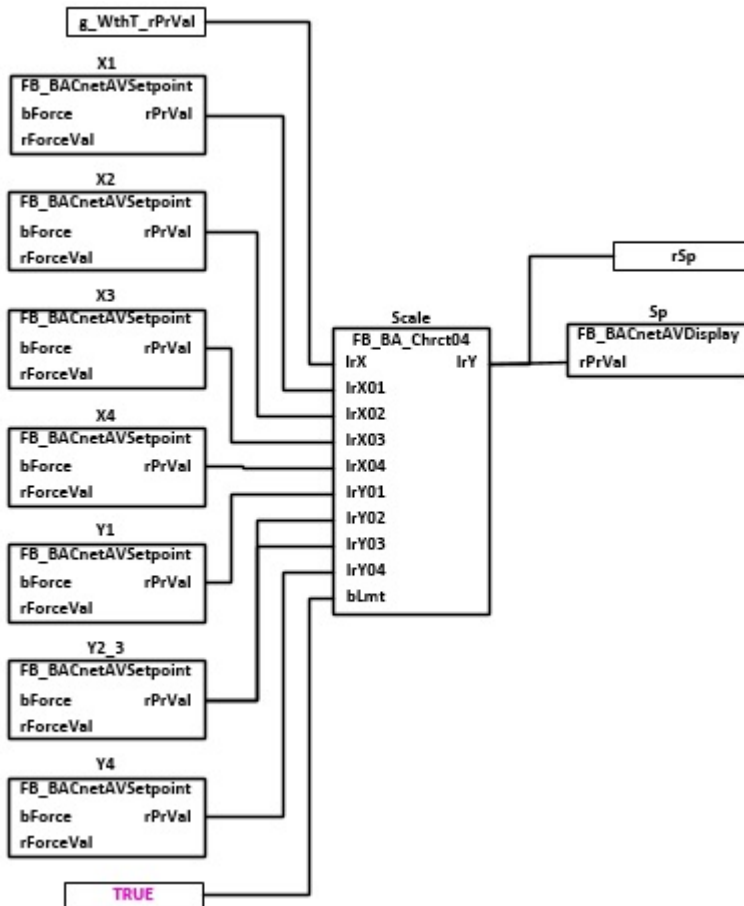 g_WthT_rPrVal
X1
FB_BACnetAVSetpoint
bForce rPrVal
rForceVal
X2
FB_BACnetAVSetpoint
bForce rPrVal
rForceVal
X3
FB_BACnetAVSetpoint
bForce rPrVal
rForceVal
X4
FB_BACnetAVSetpoint
bForce rPrVal
rForceVal
Y1
FB_BACnetAVSetpoint
bForce rPrVal
rForceVal
Y2_3
FB_BACnetAVSetpoint
bForce rPrVal
rForceVal
Y4
FB_BACnetAVSetpoint
bForce rPrVal
rForceVal
TRUE
Scale
FB_BA_Chrct04
lrX lrY
lrX01
lrX02
lrX03
lrX04
lrY01
lrY02
lrY03
lrY04
bLmt
rSp
Sp
FB_BACnetAVDisplay
rPrVal